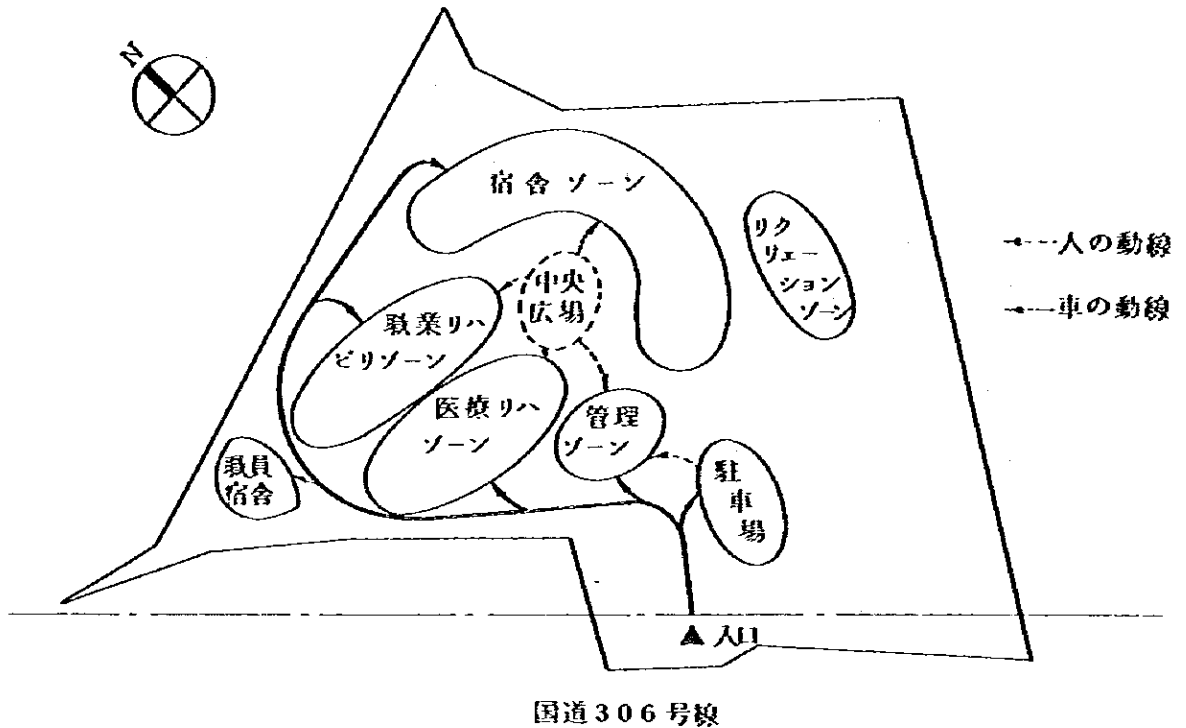 N
宿舎ゾーン
リク
リェー
ション
ゾーン
人の動線
車の動線
中央
広場
職業リハ
ビリゾーン
医療リハ
ゾーン
管理
ゾーン
駐
車
場
職員
宿舎
入口
国道306号線